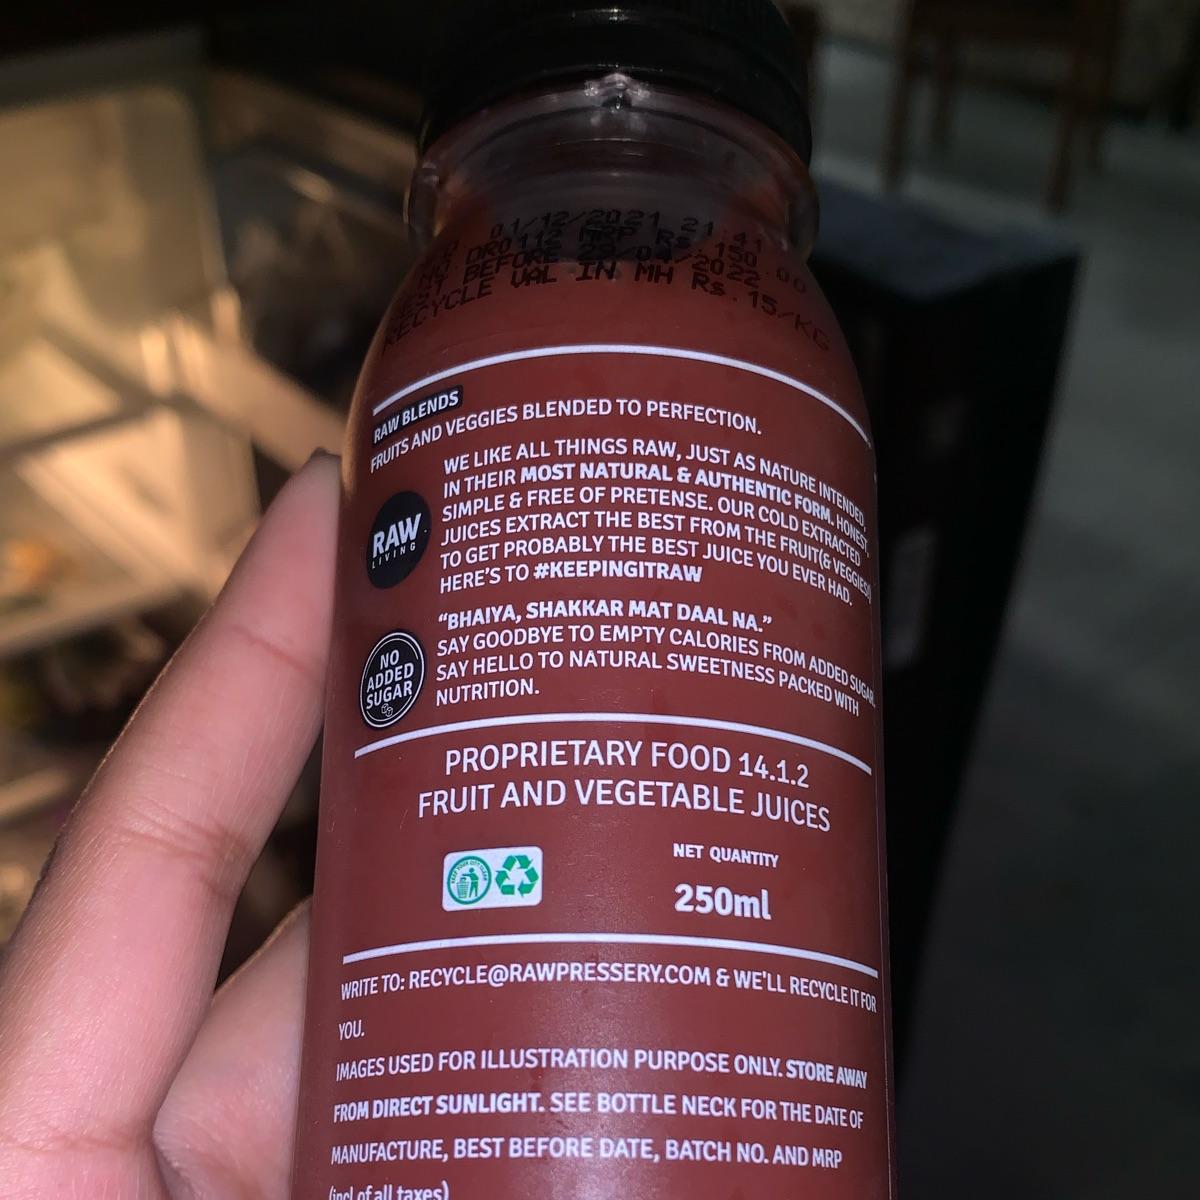 01/12/2021 21:41
DR0112 MRP Rs.150.00
BEFORE /04/2022
RECYCLE VAL IN MH Rs.15/KG
RAW BLENDS
FRUITS AND VEGGIES BLENDED TO PERFECTION.
WE LIKE ALL THINGS RAW, JUST AS NATURE INTENDED,
IN THEIR MOST NATURAL & AUTHENTIC FORM. HONEST,
SIMPLE & FREE OF PRETENSE. OUR COLD EXTRACTED
JUICES EXTRACT THE BEST FROM THE FRUIT(& VEGGIES)
TO GET PROBABLY THE BEST JUICE YOU EVER HAD.
HERE'S TO #KEEPINGITRAW
RAW
LIVING
"BHAIYA, SHAKKAR MAT DAAL NA."
SAY GOODBYE TO EMPTY CALORIES FROM ADDED SUGAR.
SAY HELLO TO NATURAL SWEETNESS PACKED WITH
NUTRITION.
NO
ADDED
SUGAR
PROPRIETARY FOOD 14.1.2
FRUIT AND VEGETABLE JUICES
NET QUANTITY
250ml
WRITE TO: RECYCLE@RAWPRESSERY.COM & WE'LL RECYCLE IT FOR
YOU.
IMAGES USED FOR ILLUSTRATION PURPOSE ONLY. STORE AWAY
FROM DIRECT SUNLIGHT. SEE BOTTLE NECK FOR THE DATE OF
MANUFACTURE, BEST BEFORE DATE, BATCH NO. AND MRP
(incl of all taxes)